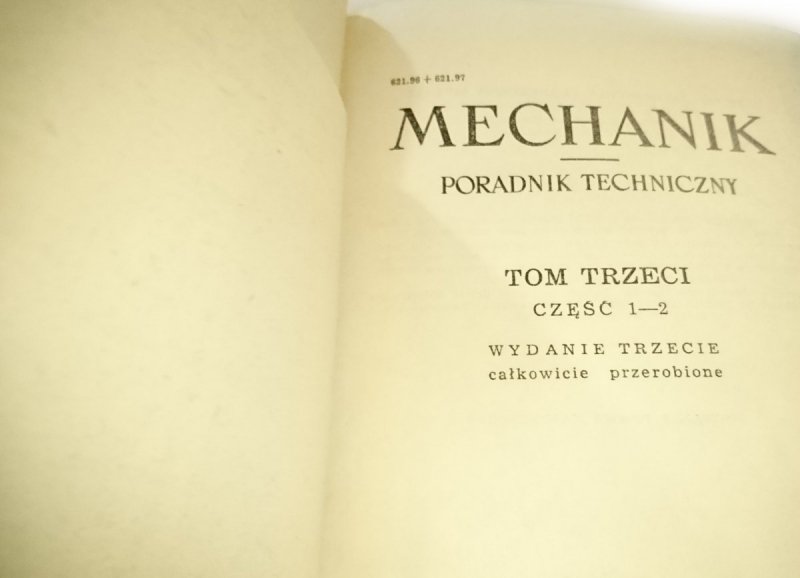 621.96 + 621.97
MECHANIK
PORADNIK TECHNICZNY
TOM TRZECI
CZĘŚĆ 1—2
WYDANIE TRZECIE
całkowicie przerobione